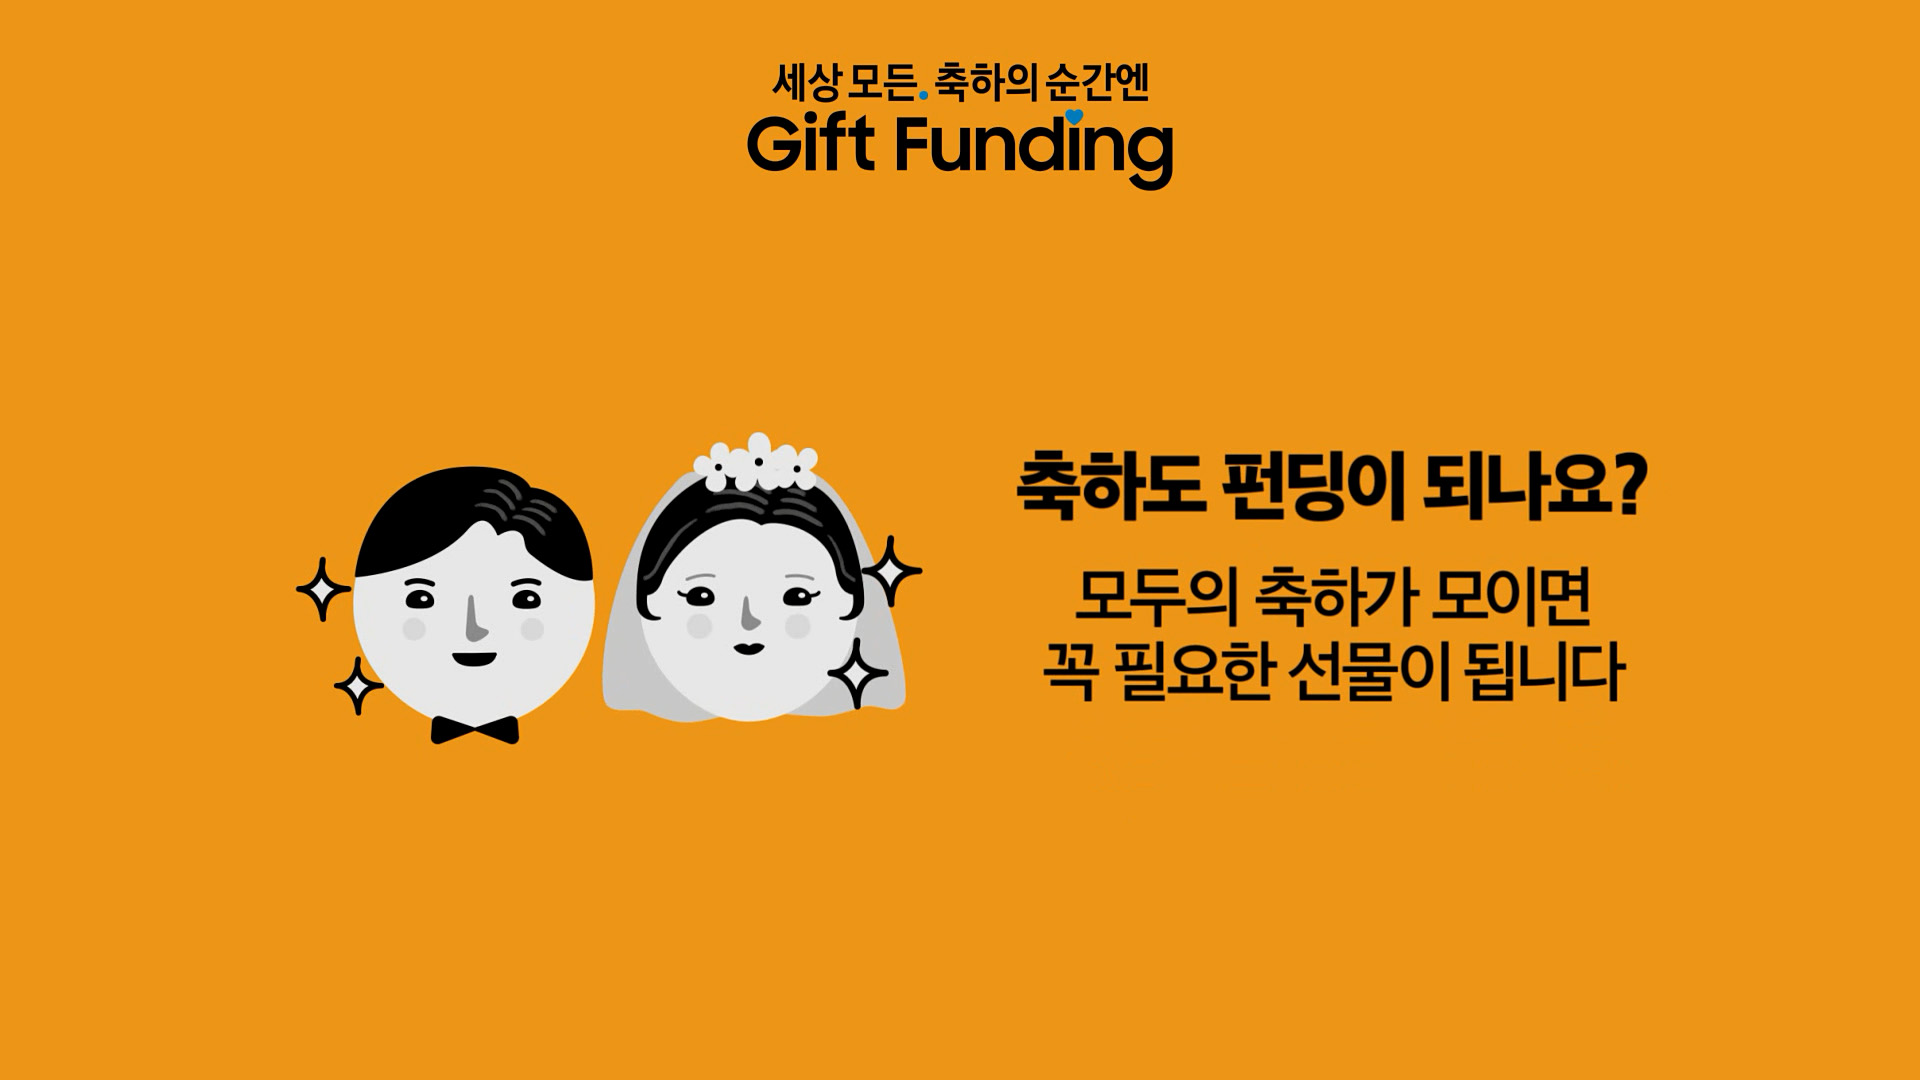 세상 모든. 축하의 순간엔
Gift Funding
축하도 펀딩이 되나요?
모두의 축하가 모이면
꼭 필요한 선물이 됩니다